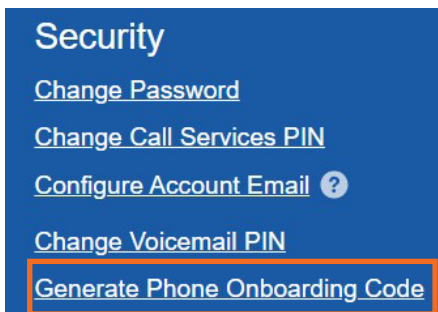 Security
Change Password
Change Call Services PIN
Configure Account Email ?
Change Voicemail PIN
Generate Phone Onboarding Code